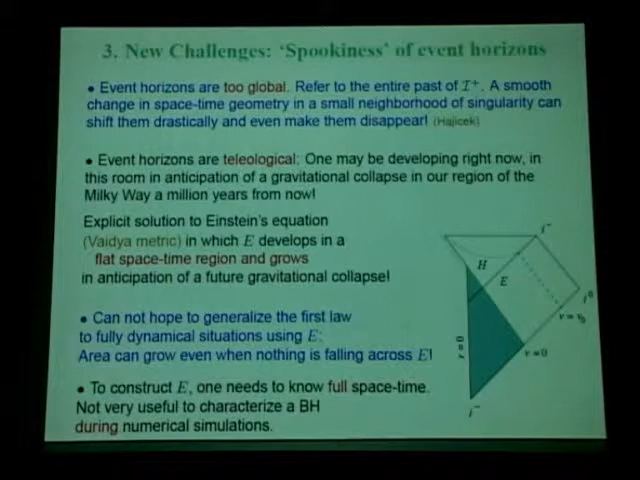 3. New Challenges: 'Spookiness' of event horizons
• Event horizons are too global. Refer to the entire past of I⁺. A smooth
change in space-time geometry in a small neighborhood of singularity can
shift them drastically and even make them disappear! (Hajicek)
• Event horizons are teleological: One may be developing right now, in
this room in anticipation of a gravitational collapse in our region of the
Milky Way a million years from now!
Explicit solution to Einstein's equation
(Vaidya metric) in which E develops in a
flat space-time region and grows
in anticipation of a future gravitational collapse!
• Can not hope to generalize the first law
to fully dynamical situations using E:
Area can grow even when nothing is falling across E!
• To construct E, one needs to know full space-time.
Not very useful to characterize a BH
during numerical simulations.
H
E
i⁰
v = v₀
r = 0
v = 0
i⁻